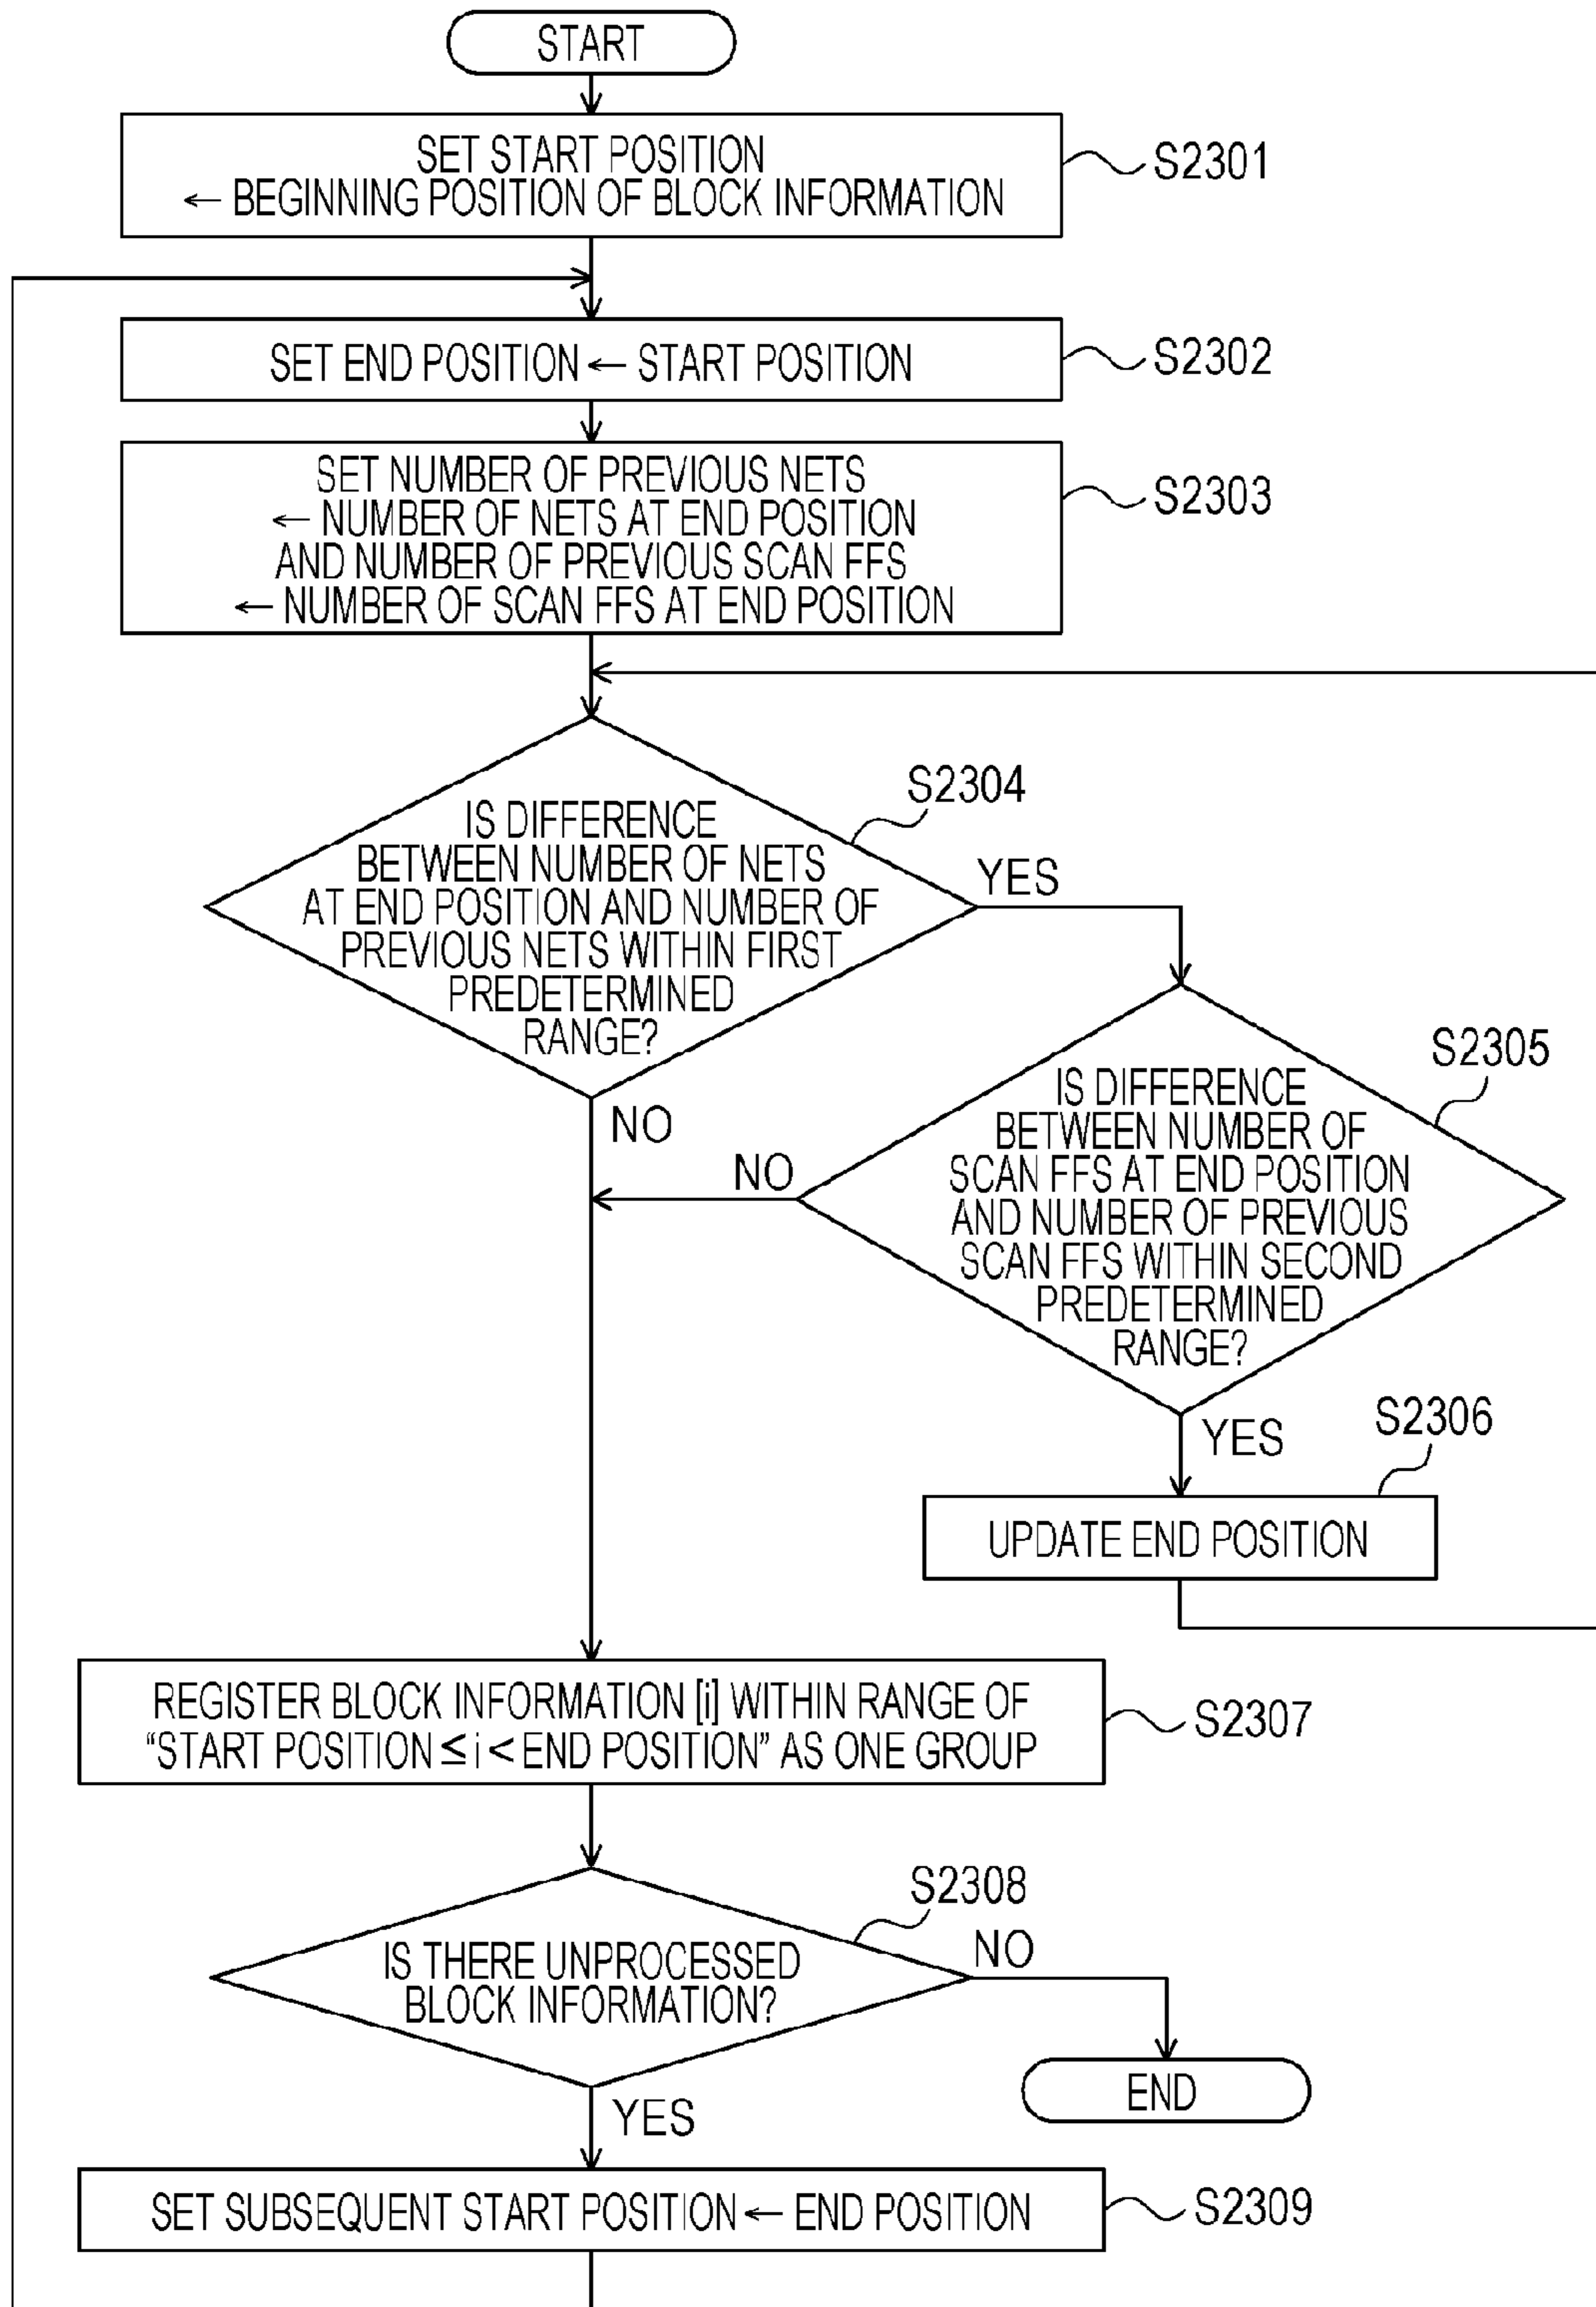 START
SET START POSITION
← BEGINNING POSITION OF BLOCK INFORMATION
S2301
SET END POSITION ← START POSITION
S2302
SET NUMBER OF PREVIOUS NETS
← NUMBER OF NETS AT END POSITION
AND NUMBER OF PREVIOUS SCAN FFS
← NUMBER OF SCAN FFS AT END POSITION
S2303
S2304
IS DIFFERENCE
BETWEEN NUMBER OF NETS
AT END POSITION AND NUMBER OF
PREVIOUS NETS WITHIN FIRST
PREDETERMINED
RANGE?
YES
NO
S2305
IS DIFFERENCE
BETWEEN NUMBER OF
SCAN FFS AT END POSITION
AND NUMBER OF PREVIOUS
SCAN FFS WITHIN SECOND
PREDETERMINED
RANGE?
NO
YES
S2306
UPDATE END POSITION
REGISTER BLOCK INFORMATION [i] WITHIN RANGE OF
“START POSITION ≤ i < END POSITION” AS ONE GROUP
S2307
S2308
IS THERE UNPROCESSED
BLOCK INFORMATION?
NO
END
YES
SET SUBSEQUENT START POSITION ← END POSITION
S2309